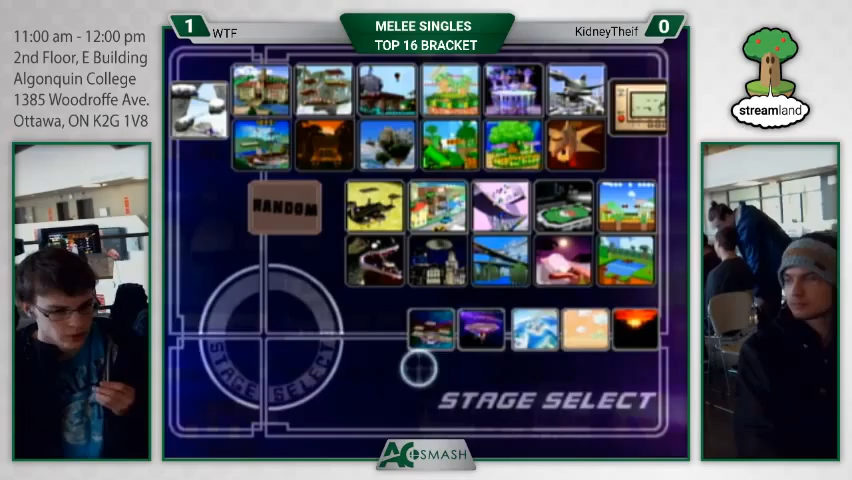 11:00 am - 12:00 pm
2nd Floor, E Building
Algonquin College
1385 Woodroffe Ave.
Ottawa, ON K2G 1V8
1 WTF
MELEE SINGLES
TOP 16 BRACKET
KidneyTheif 0
streamland
RANDOM
STAGE SELECT
STAGE SELECT
AC SMASH